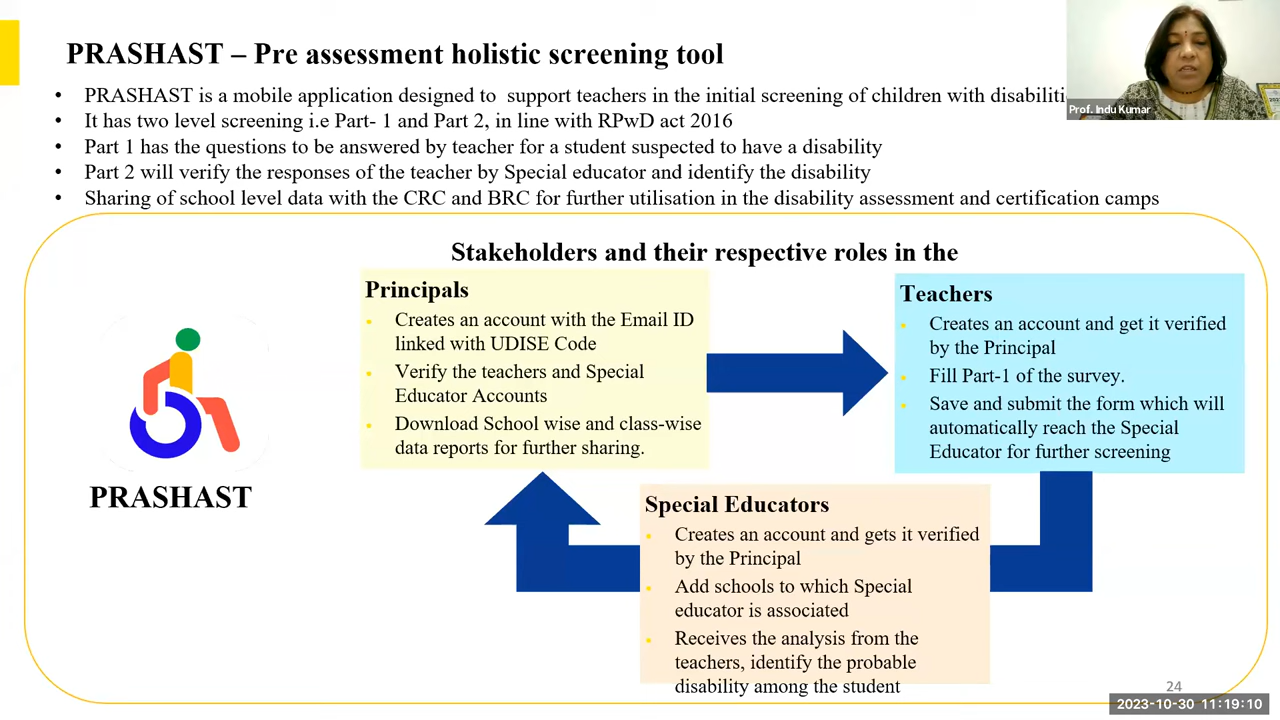 PRASHAST – Pre assessment holistic screening tool
• PRASHAST is a mobile application designed to support teachers in the initial screening of children with disabiliti
• It has two level screening i.e Part- 1 and Part 2, in line with RPwD act 2016
• Part 1 has the questions to be answered by teacher for a student suspected to have a disability
• Part 2 will verify the responses of the teacher by Special educator and identify the disability
• Sharing of school level data with the CRC and BRC for further utilisation in the disability assessment and certification camps
Prof. Indu Kumar
Stakeholders and their respective roles in the
Principals
Creates an account with the Email ID
linked with UDISE Code
Verify the teachers and Special
Educator Accounts
Download School wise and class-wise
data reports for further sharing.
Teachers
Creates an account and get it verified
by the Principal
Fill Part-1 of the survey.
Save and submit the form which will
automatically reach the Special
Educator for further screening
PRASHAST
Special Educators
Creates an account and gets it verified
by the Principal
Add schools to which Special
educator is associated
Receives the analysis from the
teachers, identify the probable
disability among the student
24
2023-10-30 11:19:10